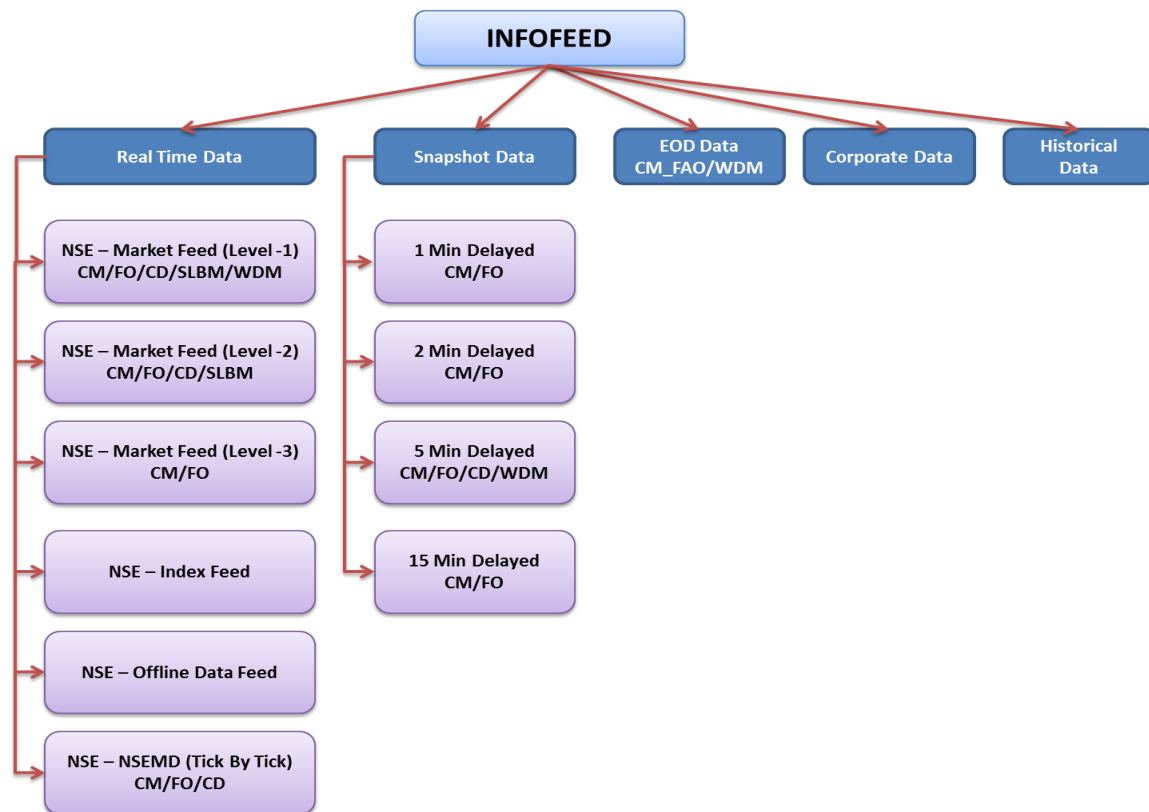 INFOFEED
Real Time Data
Snapshot Data
EOD Data
CM_FAO/WDM
Corporate Data
Historical
Data
NSE – Market Feed (Level -1)
CM/FO/CD/SLBM/WDM
NSE – Market Feed (Level -2)
CM/FO/CD/SLBM
NSE – Market Feed (Level -3)
CM/FO
NSE – Index Feed
NSE – Offline Data Feed
NSE – NSEMD (Tick By Tick)
CM/FO/CD
1 Min Delayed
CM/FO
2 Min Delayed
CM/FO
5 Min Delayed
CM/FO/CD/WDM
15 Min Delayed
CM/FO